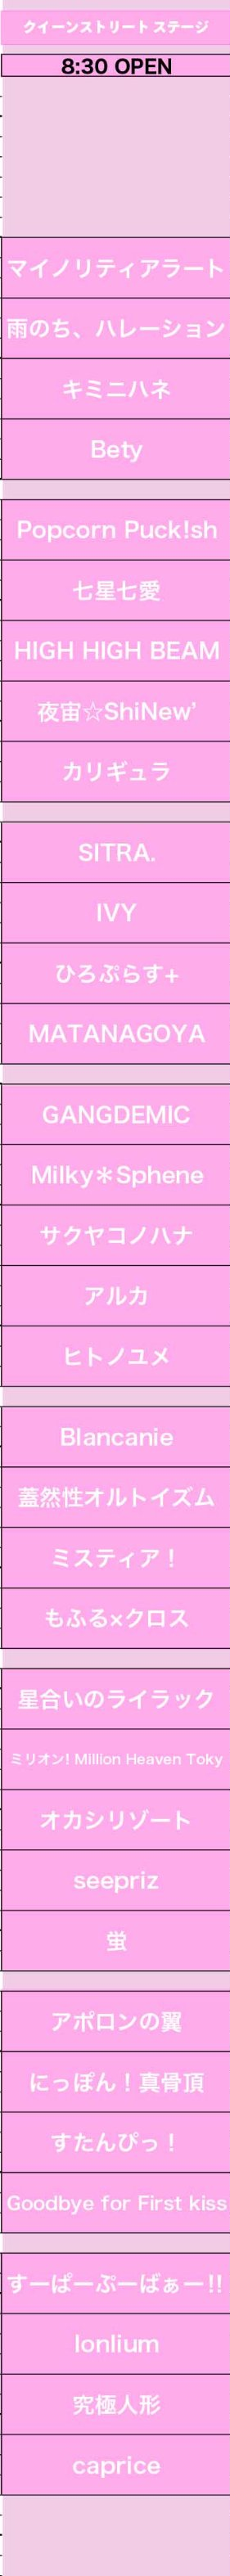 クイーンストリート ステージ
8:30 OPEN
マイノリティアラート
雨のち、ハレーション
キミニハネ
Bety
Popcorn Puck!sh
七星七愛
HIGH HIGH BEAM
夜宙☆ShiNew’
カリギュラ
SITRA.
IVY
ひろぷらす+
MATANAGOYA
GANGDEMIC
Milky＊Sphene
サクヤコノハナ
アルカ
ヒトノユメ
Blancanie
蓋然性オルトイズム
ミスティア！
もふる×クロス
星合いのライラック
ミリオン! Million Heaven Toky
オカシリゾート
seepriz
蛍
アポロンの翼
にっぽん！真骨頂
すたんぴっ！
Goodbye for First kiss
すーぱーぷーばぁー!!
lonlium
究極人形
caprice